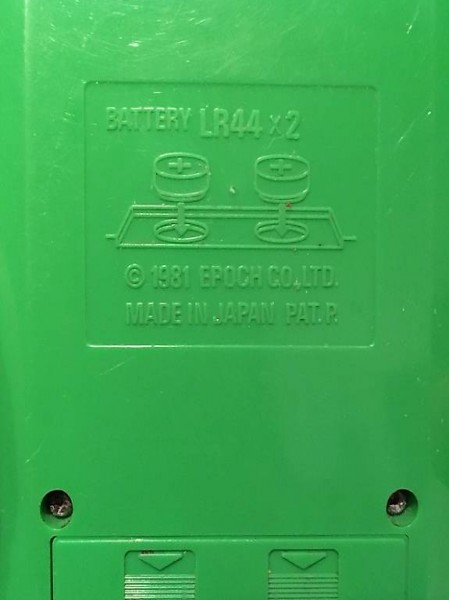 BATTERY LR44 x 2
© 1981 EPOCH CO., LTD.
MADE IN JAPAN PAT. P.